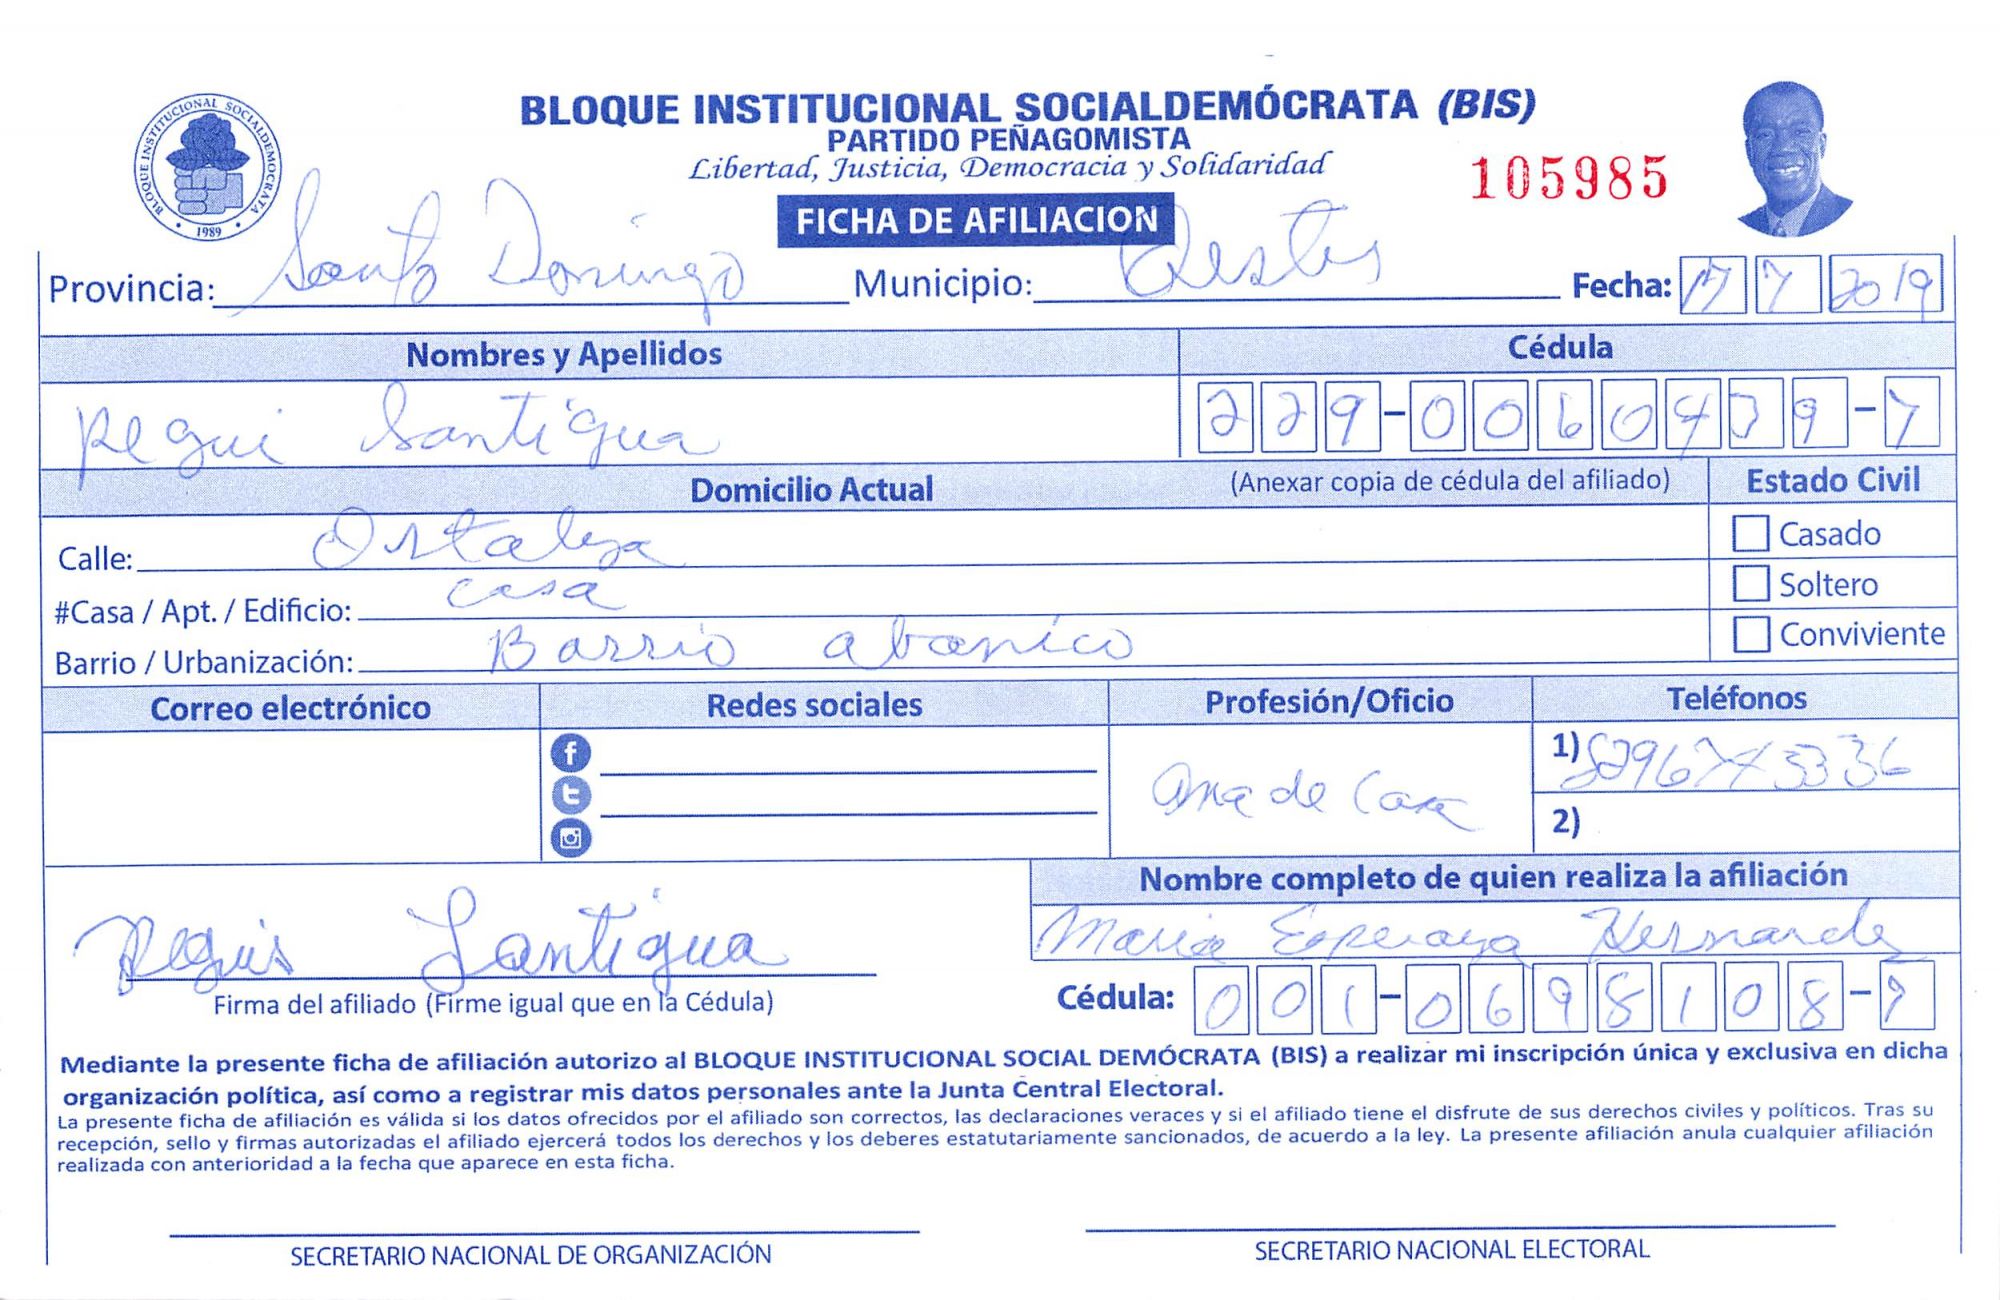 BLOQUE INSTITUCIONAL SOCIALDEMOCRATA
1989
BLOQUE INSTITUCIONAL SOCIALDEMÓCRATA (BIS)
PARTIDO PEÑAGOMISTA
Libertad, Justicia, Democracia y Solidaridad
105985
FICHA DE AFILIACION
Provincia: Santo Domingo Municipio: Oeste Fecha: 7 2019
Nombres y Apellidos Cédula
Regui Santigua 229-0060439-7
Domicilio Actual (Anexar copia de cédula del afiliado) Estado Civil
Calle: Casado
#Casa / Apt. / Edificio: casa Soltero
Barrio / Urbanización: Barrio abanico Conviviente
Correo electrónico Redes sociales Profesión/Oficio Teléfonos
f
1) 8296743336
Ama de Casa
2)
Nombre completo de quien realiza la afiliación
Reguis Santigua Maria Hernandez
Firma del afiliado (Firme igual que en la Cédula) Cédula: 001-0698108-7
Mediante la presente ficha de afiliación autorizo al BLOQUE INSTITUCIONAL SOCIAL DEMÓCRATA (BIS) a realizar mi inscripción única y exclusiva en dicha
organización política, así como a registrar mis datos personales ante la Junta Central Electoral.
La presente ficha de afiliación es válida si los datos ofrecidos por el afiliado son correctos, las declaraciones veraces y si el afiliado tiene el disfrute de sus derechos civiles y políticos. Tras su
recepción, sello y firmas autorizadas el afiliado ejercerá todos los derechos y los deberes estatutariamente sancionados, de acuerdo a la ley. La presente afiliación anula cualquier afiliación
realizada con anterioridad a la fecha que aparece en esta ficha.
SECRETARIO NACIONAL DE ORGANIZACIÓN SECRETARIO NACIONAL ELECTORAL